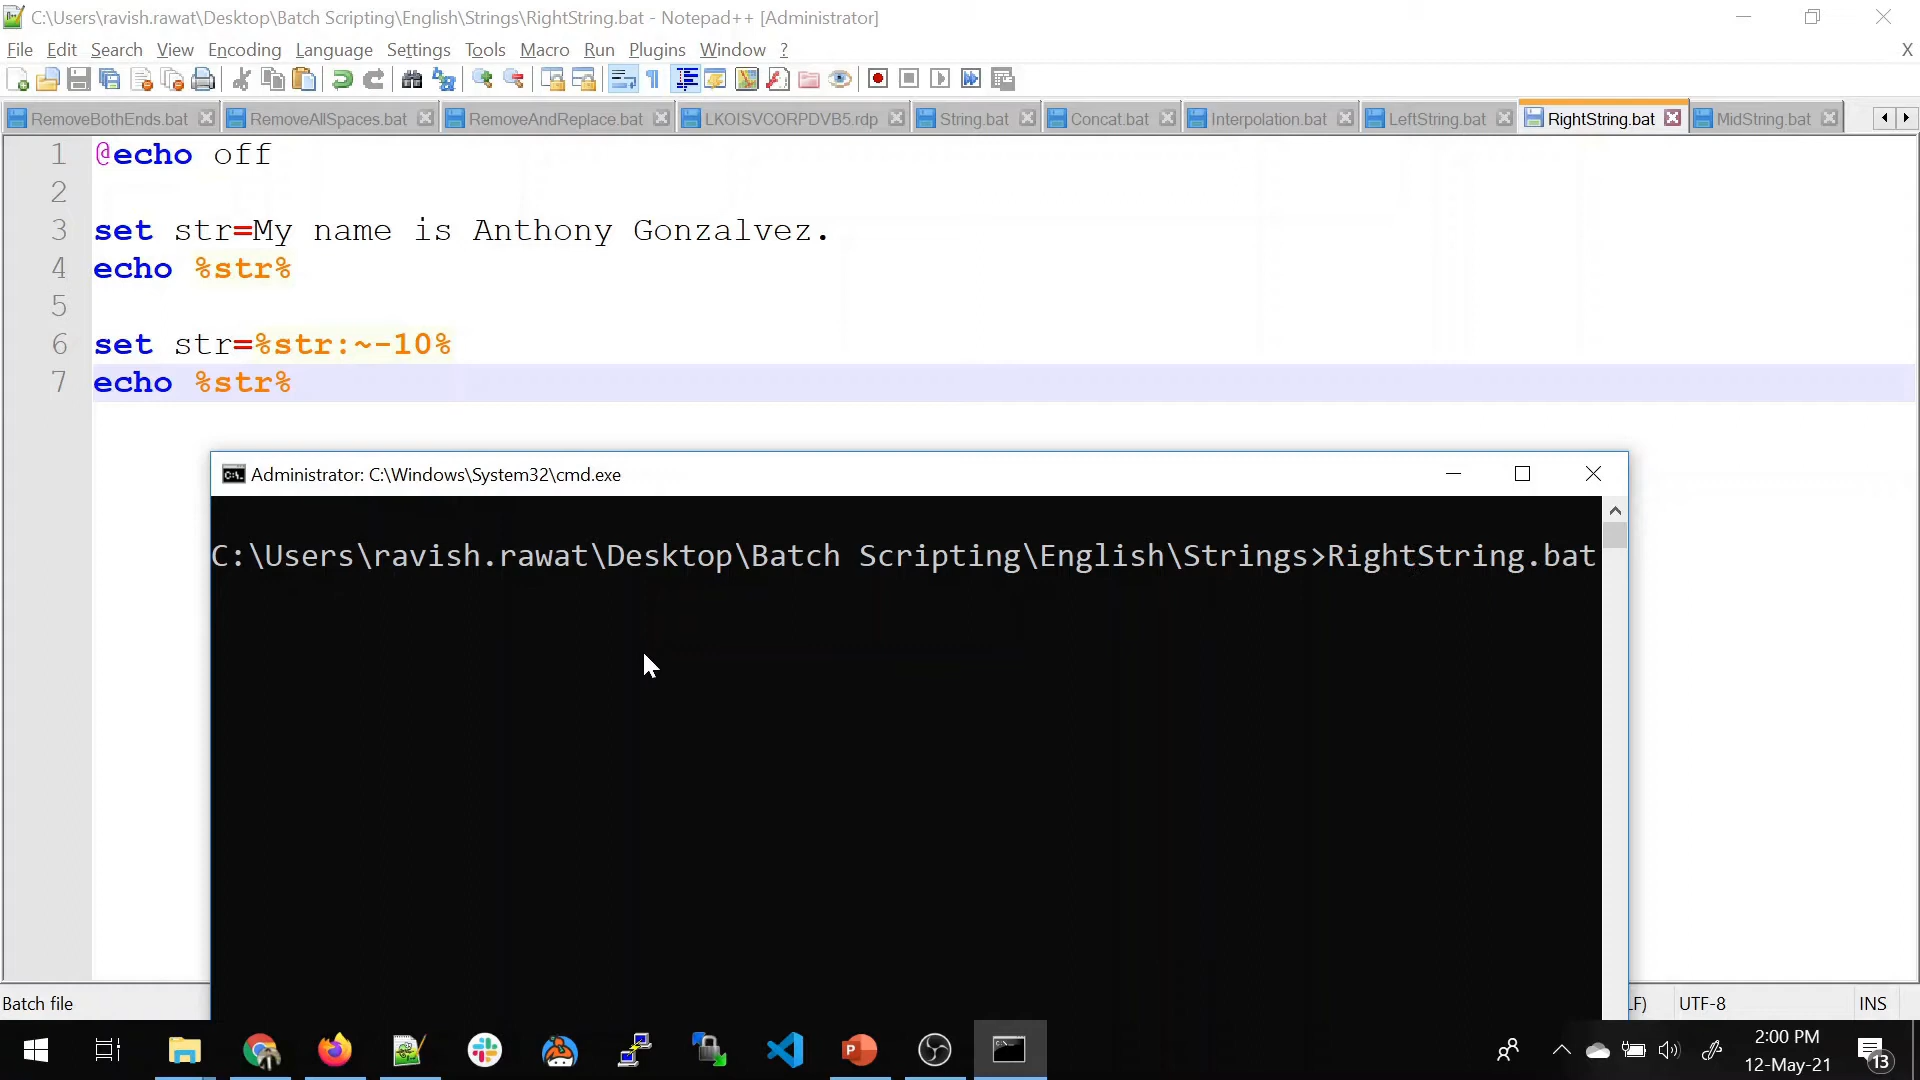 C:\Users\ravish.rawat\Desktop\Batch Scripting\English\Strings\RightString.bat - Notepad++ [Administrator]
File Edit Search View Encoding Language Settings Tools Macro Run Plugins Window ? X
RemoveBothEnds.bat RemoveAllSpaces.bat RemoveAndReplace.bat LKOISVCORPDVB5.rdp String.bat Concat.bat Interpolation.bat LeftString.bat RightString.bat MidString.bat
1 @echo off
2
3 set str=My name is Anthony Gonzalvez.
4 echo %str%
5
6 set str=%str:~-10%
7 echo %str%
Administrator: C:\Windows\System32\cmd.exe
C:\Users\ravish.rawat\Desktop\Batch Scripting\English\Strings>RightString.bat
Batch file LF) UTF-8 INS
2:00 PM
12-May-21
13